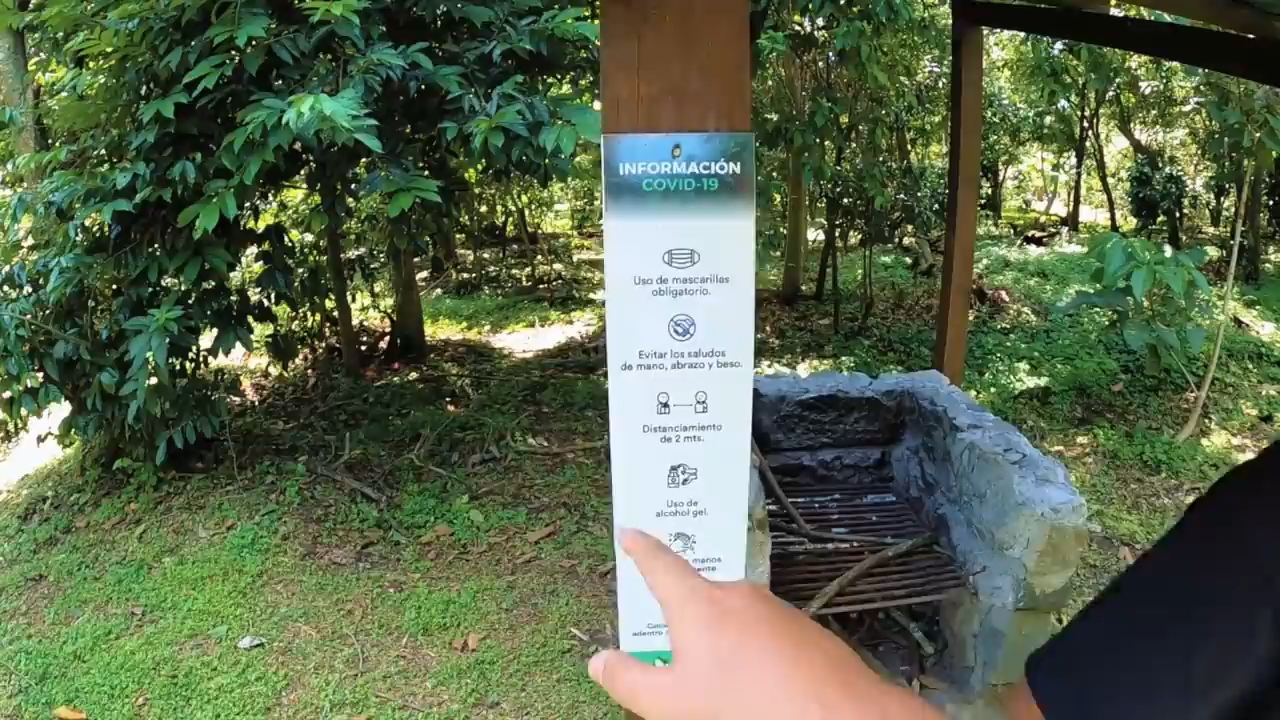 INFORMACIÓN
COVID-19
Uso de mascarillas
obligatorio.
Evitar los saludos
de mano, abrazo y beso.
Distanciamiento
de 2 mts.
Uso de
alcohol gel.
manos
adentro